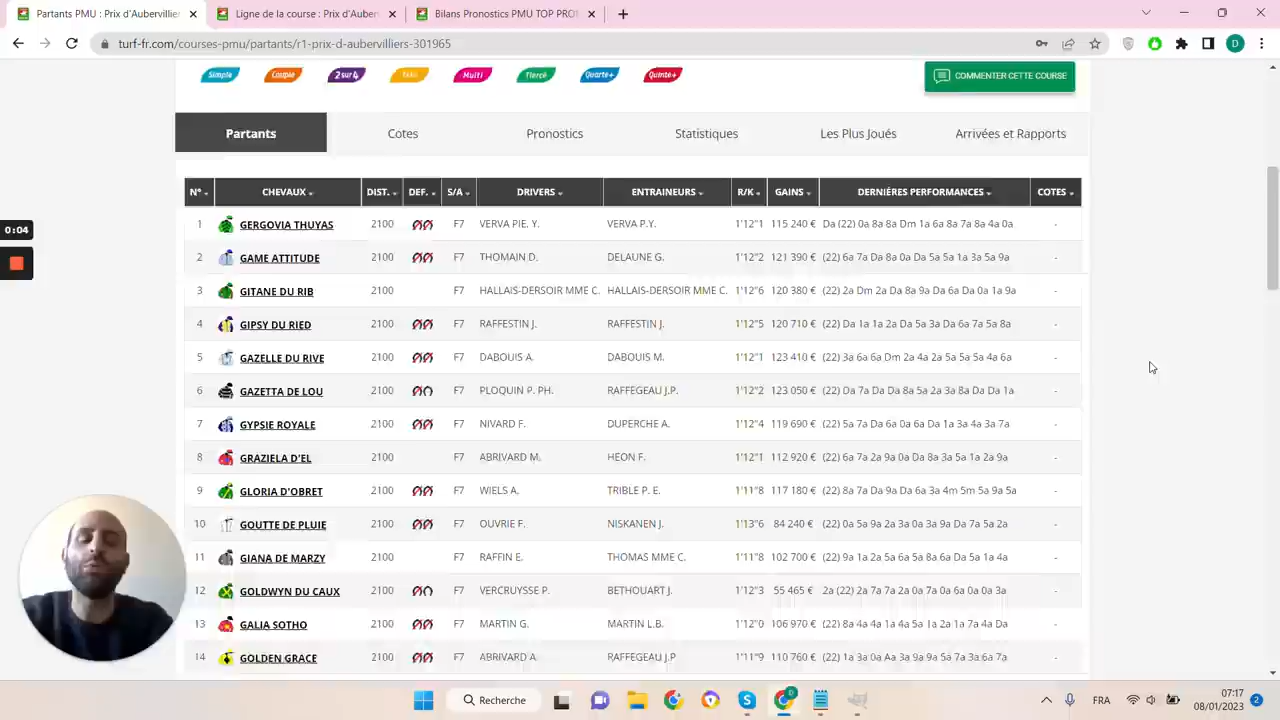 Partants PMU : Prix d'Aubervillier
Ligne de la course : Prix d'Auber
Bilans Pronostics PMU TOP PRO
turf-fr.com/courses-pmu/partants/r1-prix-d-aubervilliers-301965
D
Simple Couplé 2sur4 Multi Tiercé Quarté+ Quinté+
COMMENTER CETTE COURSE
Partants Cotes Pronostics Statistiques Les Plus Joués Arrivées et Rapports
N° CHEVAUX DIST. DEF. S/A DRIVERS ENTRAINEURS R/K GAINS DERNIÉRES PERFORMANCES COTES
1 GERGOVIA THUYAS 2100 F7 VERVA PIE. Y. VERVA P.Y. 1'12"1 115 240 € Da (22) 0a 8a 8a Dm 1a 6a 8a 7a 8a 4a 0a -
2 GAME ATTITUDE 2100 F7 THOMAIN D. DELAUNE G. 1'12"2 121 390 € (22) 6a 7a Da 8a 0a Da 5a 5a 1a 3a 5a 9a -
3 GITANE DU RIB 2100 F7 HALLAIS-DERSOIR MME C. HALLAIS-DERSOIR MME C. 1'12"6 120 380 € (22) 2a Dm 2a Da 8a 9a Da 6a Da 0a 1a 9a -
4 GIPSY DU RIED 2100 F7 RAFFESTIN J. RAFFESTIN J. 1'12"5 120 710 € (22) Da 1a 1a 2a Da 5a 3a Da 6a 7a 5a 8a -
5 GAZELLE DU RIVE 2100 F7 DABOUIS A. DABOUIS M. 1'12"1 123 410 € (22) 3a 6a 6a Dm 2a 4a 2a 5a 5a 5a 4a 6a -
6 GAZETTA DE LOU 2100 F7 PLOQUIN P. PH. RAFFEGEAU J.P. 1'12"2 123 050 € (22) Da 7a Da Da 8a 5a 2a 3a 8a Da Da 1a -
7 GYPSIE ROYALE 2100 F7 NIVARD F. DUPERCHE A. 1'12"4 119 690 € (22) 5a 7a Da 6a 0a 6a Da 1a 3a 4a 3a 7a -
8 GRAZIELA D'EL 2100 F7 ABRIVARD M. HEON F. 1'12"1 112 920 € (22) 6a 7a 2a 9a 0a Da 8a 3a 5a 1a 2a 9a -
9 GLORIA D'OBRET 2100 F7 WIELS A. TRIBLE P. E. 1'11"8 117 180 € (22) 8a 7a Da 9a Da 6a 3a 4m 5m 5a 9a 5a -
10 GOUTTE DE PLUIE 2100 F7 OUVRIE F. NISKANEN J. 1'13"6 84 240 € (22) 0a 5a 9a 2a 3a 0a 3a 9a Da 7a 5a 2a -
11 GIANA DE MARZY 2100 F7 RAFFIN E. THOMAS MME C. 1'11"8 102 700 € (22) 9a 1a 2a 5a 6a 5a 8a 6a Da 5a 1a 4a -
12 GOLDWYN DU CAUX 2100 F7 VERCRUYSSE P. BETHOUART J. 1'12"3 55 465 € 2a (22) 2a 7a 7a 2a 0a 7a 0a 6a 0a 0a 3a -
13 GALIA SOTHO 2100 F7 MARTIN G. MARTIN L.B. 1'12"0 106 970 € (22) 8a 4a 4a 1a 4a 5a 1a 2a 1a 7a 4a Da -
14 GOLDEN GRACE 2100 F7 ABRIVARD A. RAFFEGEAU J.P. 1'11"9 110 760 € (22) 1a 3a 0a Aa 3a 9a 9a 5a 7a 3a 6a 7a -
0:04
Recherche
FRA
07:17
08/01/2023
2